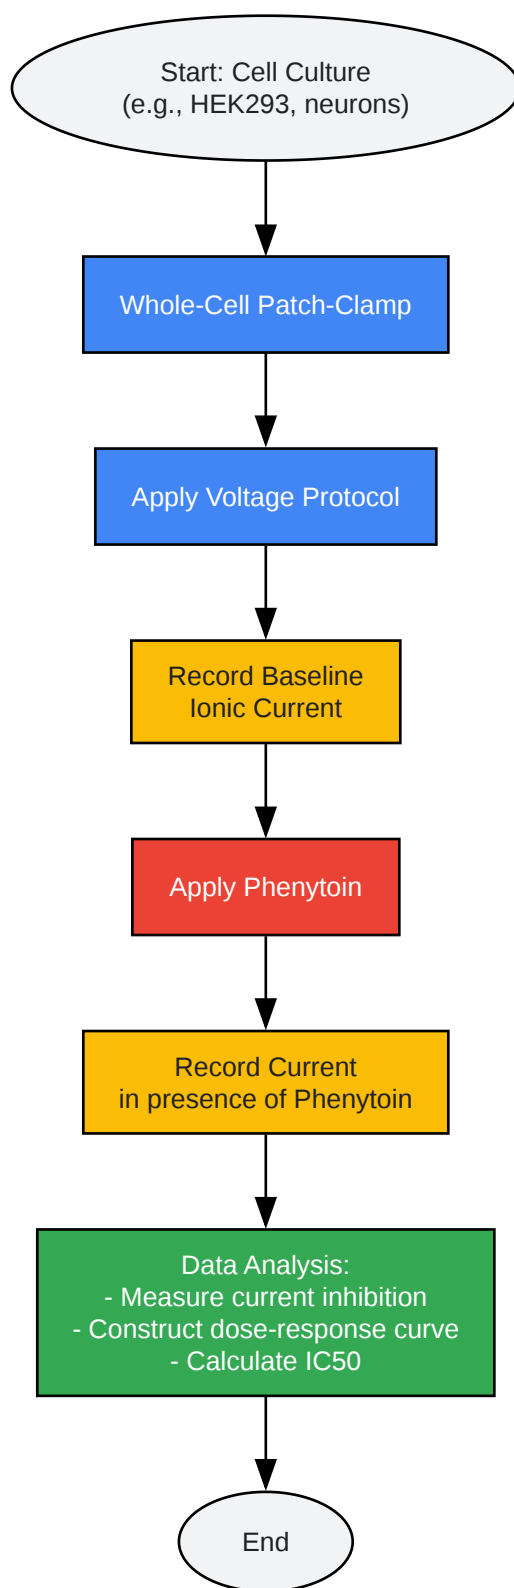 Start: Cell Culture
(e.g., HEK293, neurons)
Whole-Cell Patch-Clamp
Apply Voltage Protocol
Record Baseline
Ionic Current
Apply Phenytoin
Record Current
in presence of Phenytoin
Data Analysis:
- Measure current inhibition
- Construct dose-response curve
- Calculate IC50
End